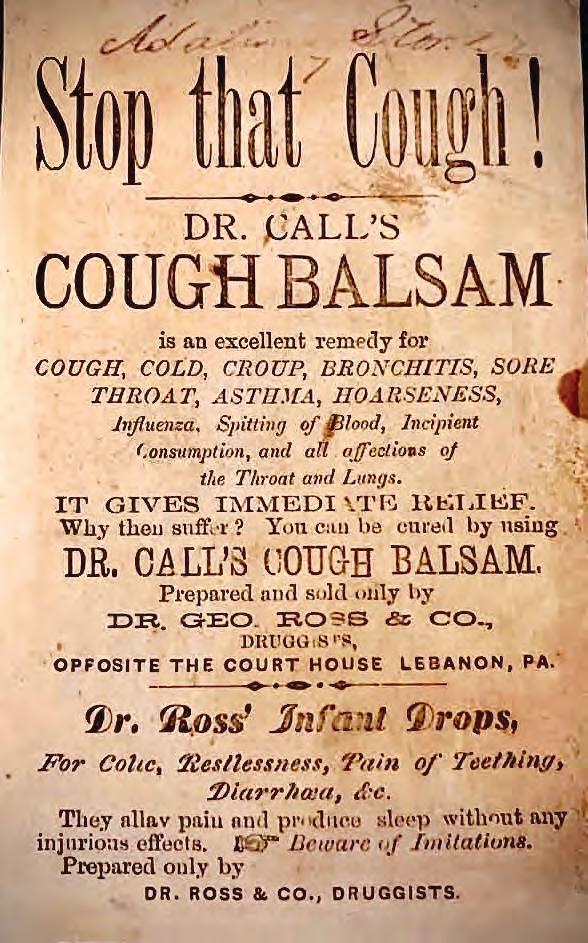 Stop that Cough!
DR. CALL'S
COUGH BALSAM
is an excellent remedy for
COUGH, COLD, CROUP, BRONCHITIS, SORE
THROAT, ASTHMA, HOARSENESS,
Influenza, Spitting of Blood, Incipient
Consumption, and all affections of
the Throat and Lungs.
IT GIVES IMMEDIATE RELIEF.
Why then suffer? You can be cured by using
DR. CALL'S COUGH BALSAM.
Prepared and sold only by
DR. GEO. ROSS & CO.,
DRUGGISTS,
OPPOSITE THE COURT HOUSE LEBANON, PA.
Dr. Ross' Infant Drops,
For Colic, Restlessness, Pain of Teething,
Diarrhœa, &c.
They allay pain and produce sleep without any
injurious effects. ☞ Beware of Imitations.
Prepared only by
DR. ROSS & CO., DRUGGISTS.